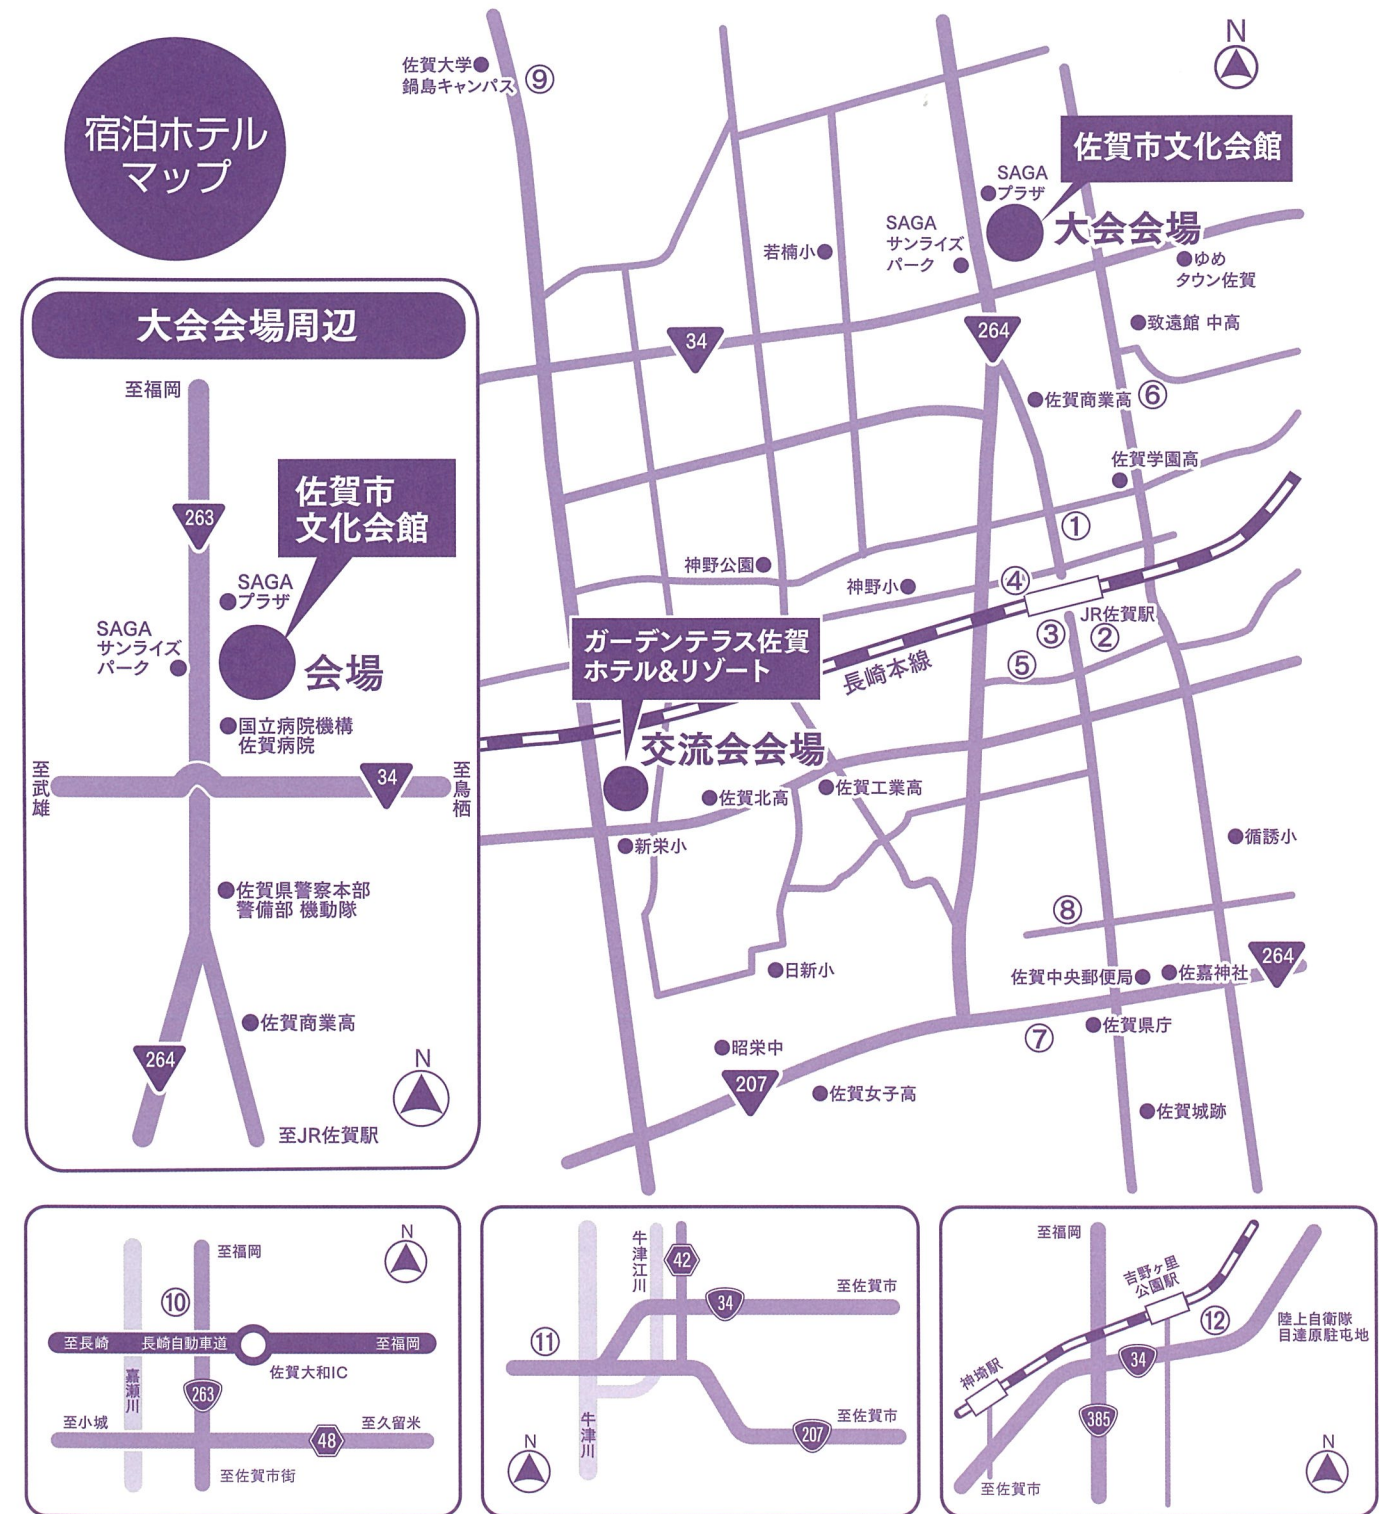 宿泊ホテル
マップ
佐賀大学
鍋島キャンパス
⑨
N
佐賀市文化会館
SAGA
プラザ
大会会場
SAGA
サンライズ
パーク
若楠小
ゆめ
タウン佐賀
致遠館 中高
34
264
佐賀商業高
⑥
佐賀学園高
①
神野公園
神野小
④
JR佐賀駅
③
②
⑤
長崎本線
ガーデンテラス佐賀
ホテル&リゾート
交流会会場
佐賀北高
佐賀工業高
新栄小
循誘小
⑧
日新小
佐賀中央郵便局
佐嘉神社
264
佐賀県庁
⑦
昭栄中
207
佐賀女子高
佐賀城跡
大会会場周辺
至福岡
263
佐賀市
文化会館
SAGA
プラザ
SAGA
サンライズ
パーク
会場
国立病院機構
佐賀病院
至武雄
34
至鳥栖
佐賀県警察本部
警備部 機動隊
佐賀商業高
264
N
至JR佐賀駅
N
至福岡
⑩
至長崎
長崎自動車道
至福岡
佐賀大和IC
嘉瀬川
263
至小城
48
至久留米
至佐賀市街
牛津江川
42
至佐賀市
34
⑪
至佐賀市
207
牛津川
N
至福岡
吉野ヶ里
公園駅
⑫
陸上自衛隊
目達原駐屯地
34
神埼駅
385
至佐賀市
N